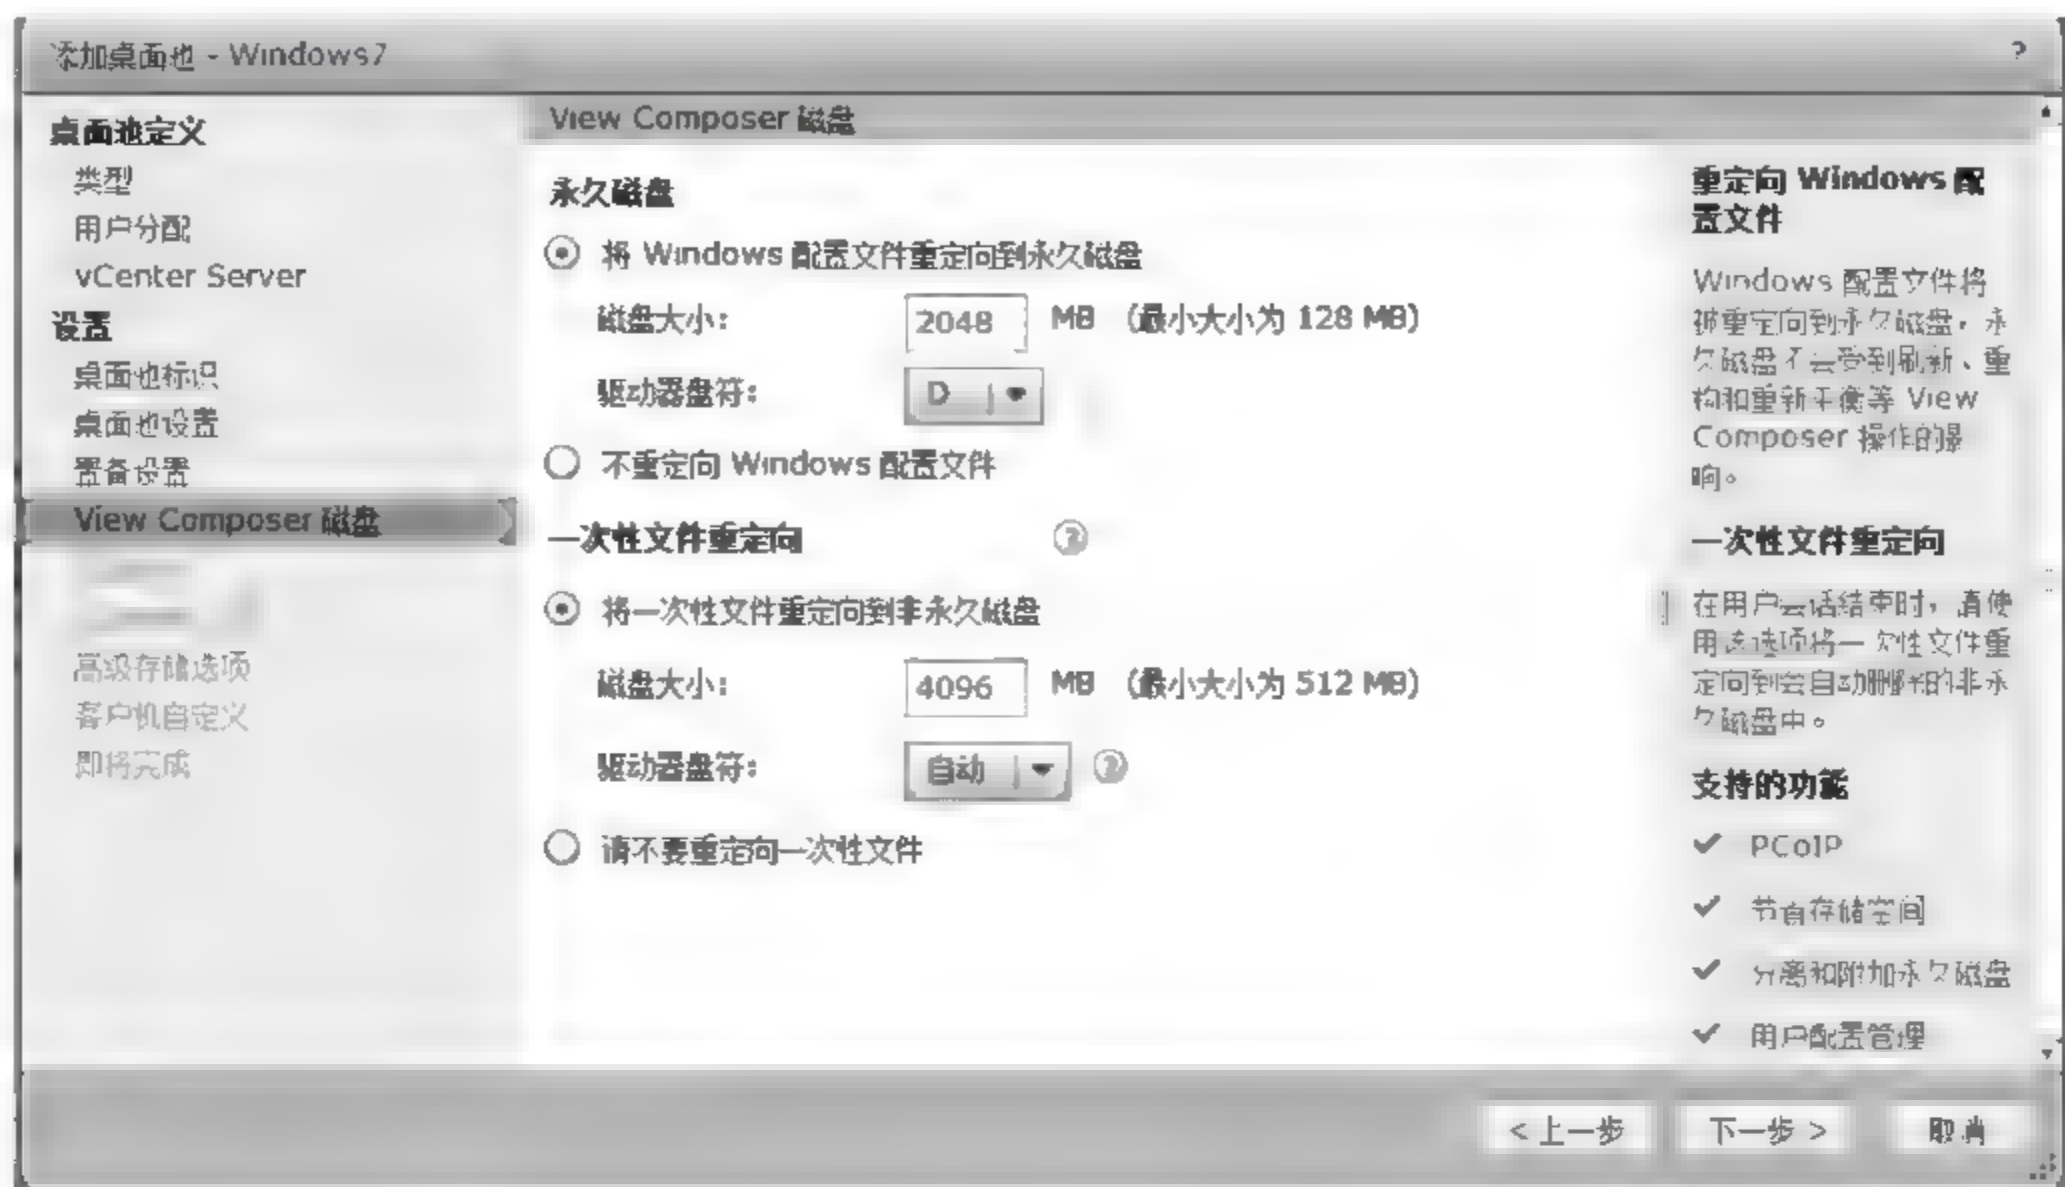 添加桌面池 - Windows7
?
桌面池定义
类型
用户分配
vCenter Server
设置
桌面池标识
桌面池设置
置备设置
View Composer 磁盘
高级存储选项
客户机自定义
即将完成
View Composer 磁盘
永久磁盘
将 Windows 配置文件重定向到永久磁盘
磁盘大小: 2048 MB (最小大小为 128 MB)
驱动器盘符: D
不重定向 Windows 配置文件
一次性文件重定向 ?
将一次性文件重定向到非永久磁盘
磁盘大小: 4096 MB (最小大小为 512 MB)
驱动器盘符: 自动 ?
请不要重定向一次性文件
重定向 Windows 配
置文件
Windows 配置文件将
被重定向到永久磁盘,永
久磁盘不会受到刷新、重
构和重新平衡等 View
Composer 操作的影
响。
一次性文件重定向
在用户会话结束时,请使
用该选项将一次性文件重
定向到会自动删除的非永
久磁盘中。
支持的功能
PCoIP
节省存储空间
分离和附加永久磁盘
用户配置管理
< 上一步
下一步 >
取消